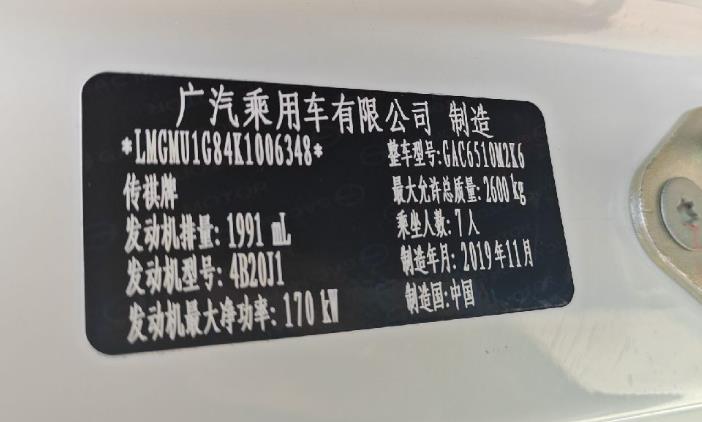 广汽乘用车有限公司 制造
*LMGMU1G84K1006348*
整车型号:GAC6510M2K6
传祺牌
最大允许总质量:2600kg
发动机排量:1991 mL
乘坐人数:7人
发动机型号:4B20J1
制造年月:2019年11月
发动机最大净功率:170 kW
制造国:中国